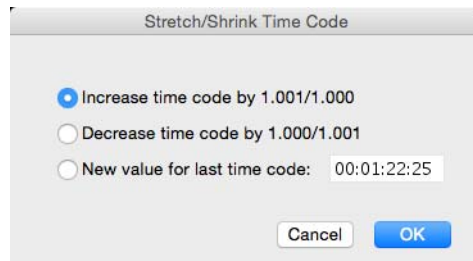 Stretch/Shrink Time Code
Increase time code by 1.001/1.000
Decrease time code by 1.000/1.001
New value for last time code: 00:01:22:25
Cancel OK